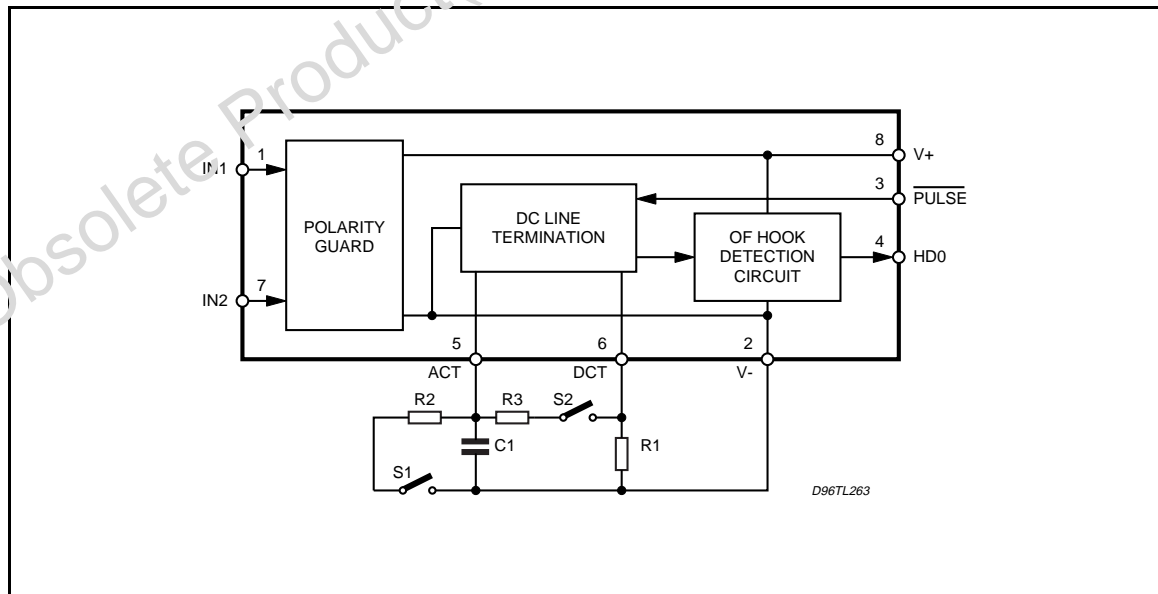 Obsolete Product(
8
V+
1
IN1
3
PULSE
POLARITY
GUARD
DC LINE
TERMINATION
OF HOOK
DETECTION
CIRCUIT
4
HD0
7
IN2
5
6
2
ACT
DCT
V-
R2
R3
S2
C1
R1
S1
D96TL263